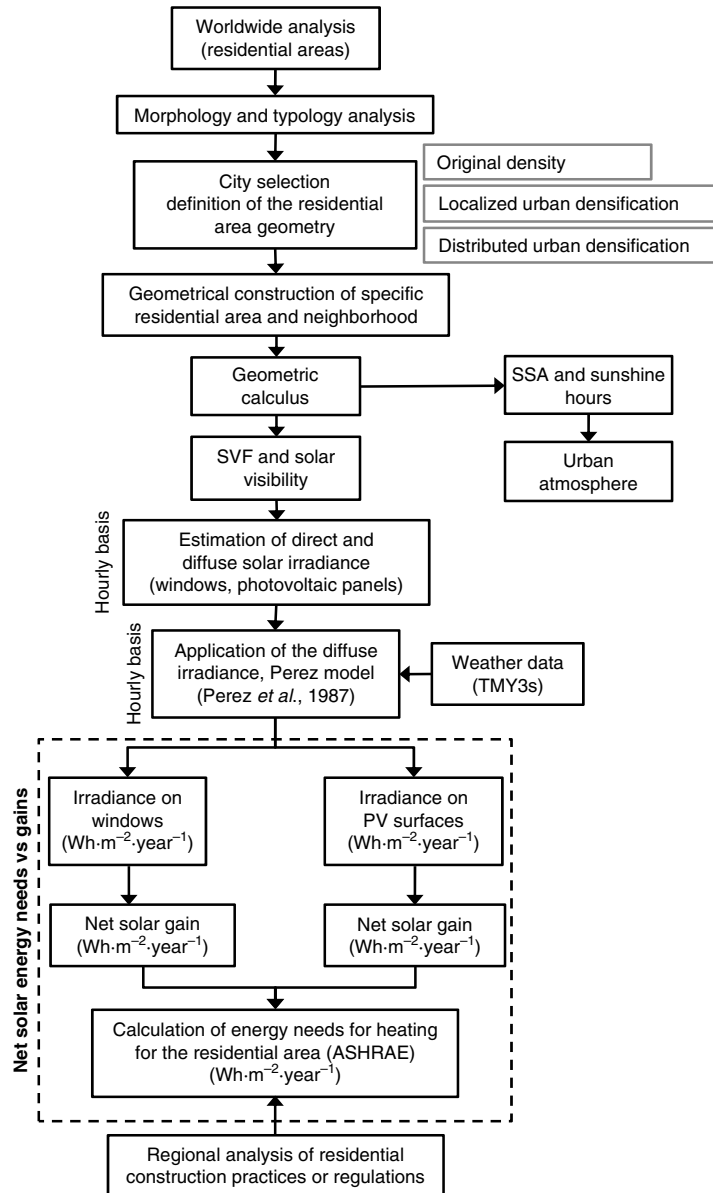 Worldwide analysis
(residential areas)
Morphology and typology analysis
City selection
definition of the residential
area geometry
Original density
Localized urban densification
Distributed urban densification
Geometrical construction of specific
residential area and neighborhood
Geometric
calculus
SSA and sunshine
hours
SVF and solar
visibility
Urban
atmosphere
Hourly basis
Estimation of direct and
diffuse solar irradiance
(windows, photovoltaic panels)
Hourly basis
Application of the diffuse
irradiance, Perez model
(Perez et al., 1987)
Weather data
(TMY3s)
Net solar energy needs vs gains
Irradiance on
windows
(Wh·m⁻²·year⁻¹)
Irradiance on
PV surfaces
(Wh·m⁻²·year⁻¹)
Net solar gain
(Wh·m⁻²·year⁻¹)
Net solar gain
(Wh·m⁻²·year⁻¹)
Calculation of energy needs for heating
for the residential area (ASHRAE)
(Wh·m⁻²·year⁻¹)
Regional analysis of residential
construction practices or regulations